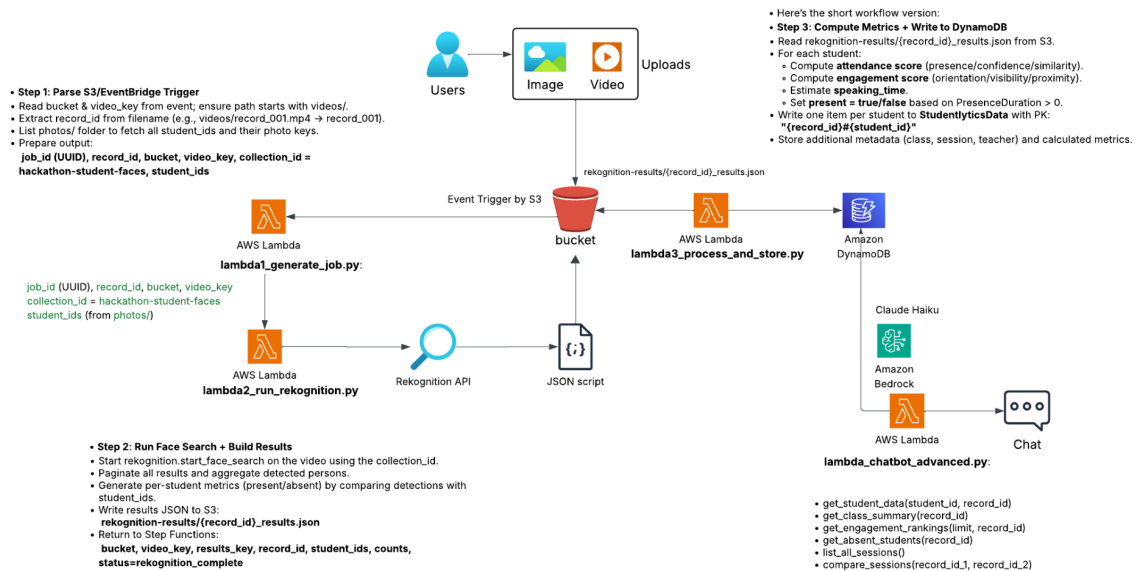 • Here's the short workflow version:
• Step 3: Compute Metrics + Write to DynamoDB
• Read rekognition-results/{record_id}_results.json from S3.
• For each student:
∘ Compute attendance score (presence/confidence/similarity).
∘ Compute engagement score (orientation/visibility/proximity).
∘ Estimate speaking_time.
∘ Set present = true/false based on PresenceDuration > 0.
• Write one item per student to StudentlyticsData with PK:
"{record_id}#{student_id}"
• Store additional metadata (class, session, teacher) and calculated metrics.
Users
Image
Video
Uploads
• Step 1: Parse S3/EventBridge Trigger
• Read bucket & video_key from event; ensure path starts with videos/.
• Extract record_id from filename (e.g., videos/record_001.mp4 → record_001).
• List photos/ folder to fetch all student_ids and their photo keys.
• Prepare output:
job_id (UUID), record_id, bucket, video_key, collection_id =
hackathon-student-faces, student_ids
rekognition-results/{record_id}_results.json
Event Trigger by S3
bucket
AWS Lambda
lambda1_generate_job.py:
AWS Lambda
lambda3_process_and_store.py
Amazon
DynamoDB
job_id (UUID), record_id, bucket, video_key
collection_id = hackathon-student-faces
student_ids (from photos/)
AWS Lambda
lambda2_run_rekognition.py
Rekognition API
{;}
JSON script
Claude Haiku
Amazon
Bedrock
AWS Lambda
lambda_chatbot_advanced.py:
Chat
• Step 2: Run Face Search + Build Results
• Start rekognition.start_face_search on the video using the collection_id.
• Paginate all results and aggregate detected persons.
• Generate per-student metrics (present/absent) by comparing detections with
student_ids.
• Write results JSON to S3:
rekognition-results/{record_id}_results.json
• Return to Step Functions:
bucket, video_key, results_key, record_id, student_ids, counts,
status=rekognition_complete
• get_student_data(student_id, record_id)
• get_class_summary(record_id)
• get_engagement_rankings(limit, record_id)
• get_absent_students(record_id)
• list_all_sessions()
• compare_sessions(record_id_1, record_id_2)